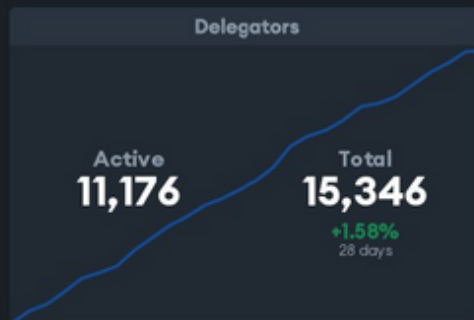 Delegators
Active
11,176
Total
15,346
+1.58%
28 days